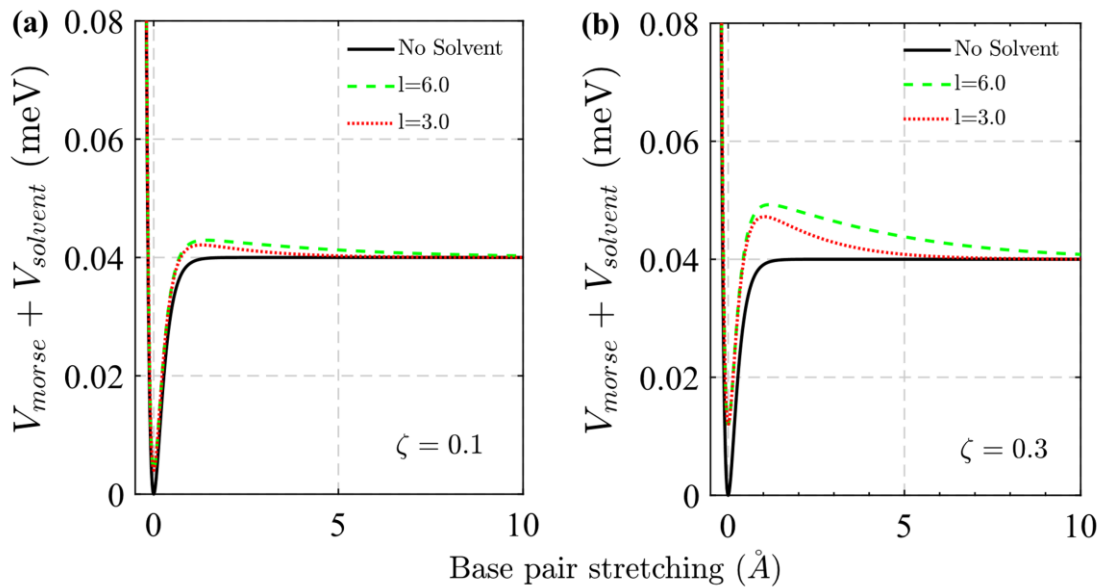 (a)
V_morse + V_solvent (meV)
0.08
0.06
0.04
0.02
0
No Solvent
l=6.0
l=3.0
ζ = 0.1
0
5
10
(b)
V_morse + V_solvent (meV)
0.08
0.06
0.04
0.02
0
No Solvent
l=6.0
l=3.0
ζ = 0.3
0
5
10
Base pair stretching (Å)